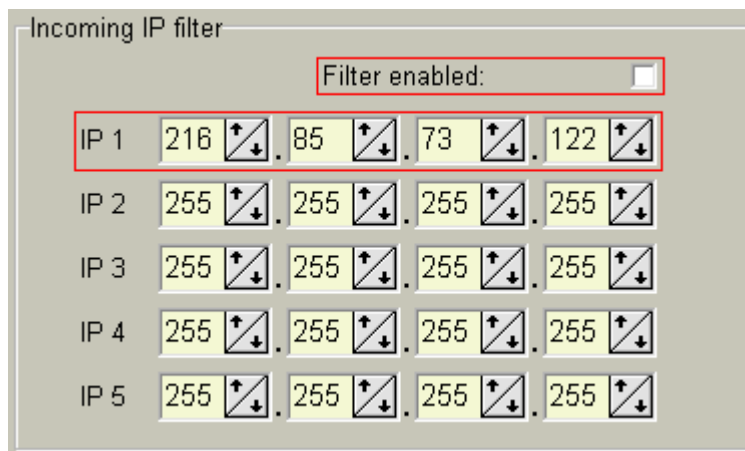 Incoming IP filter
Filter enabled:
IP 1 216 . 85 . 73 . 122
IP 2 255 . 255 . 255 . 255
IP 3 255 . 255 . 255 . 255
IP 4 255 . 255 . 255 . 255
IP 5 255 . 255 . 255 . 255